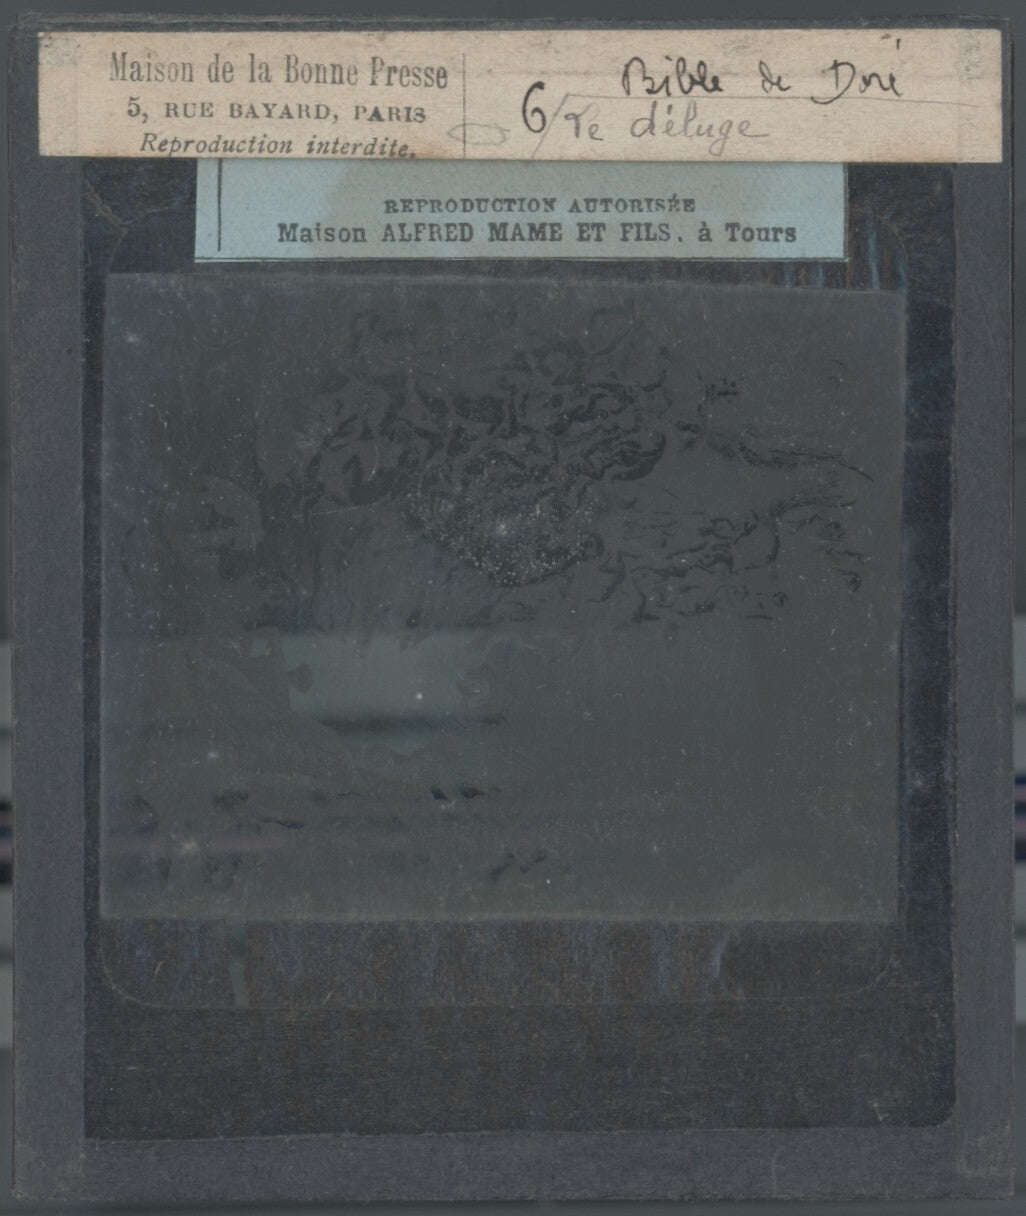 Maison de la Bonne Presse
5, RUE BAYARD, PARIS
Reproduction interdite.
6 Bible de Doré
Le déluge
REPRODUCTION AUTORISÉE
Maison ALFRED MAME ET FILS, à Tours